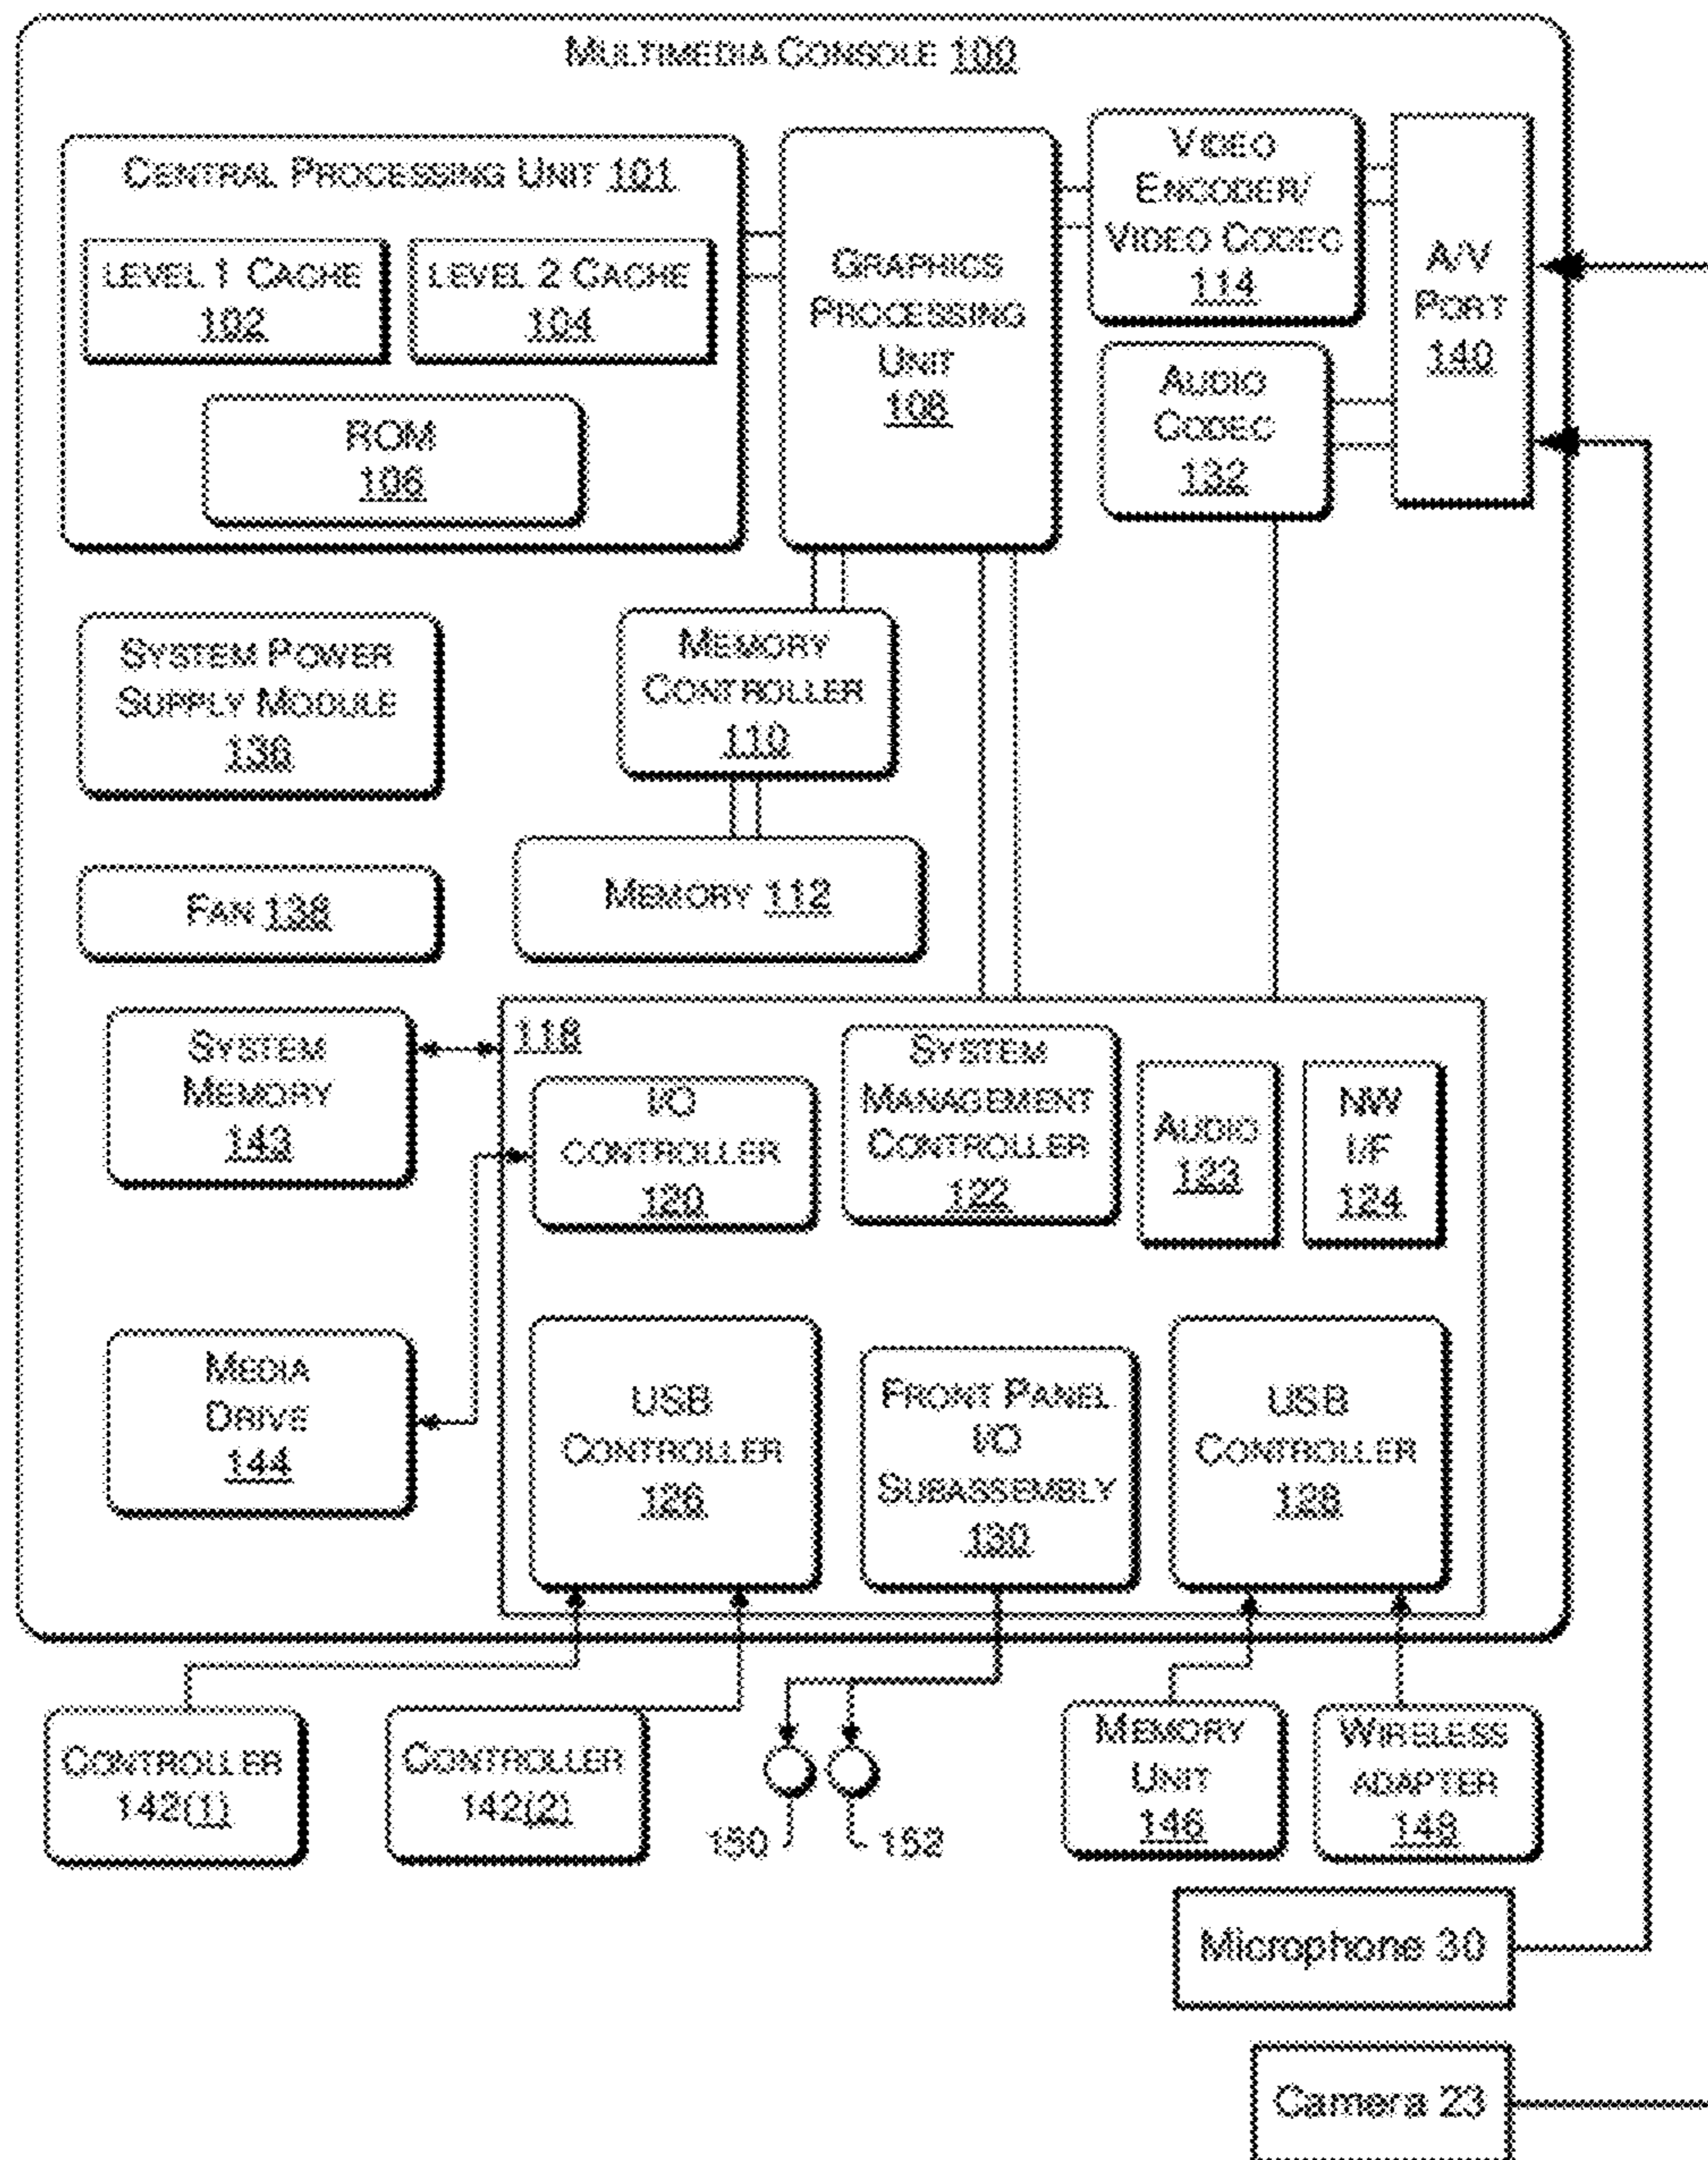 MULTIMEDIA CONSOLE 100
CENTRAL PROCESSING UNIT 101
LEVEL 1 CACHE
102
LEVEL 2 CACHE
104
ROM
106
GRAPHICS
PROCESSING
UNIT
108
VIDEO
ENCODER/
VIDEO CODEC
114
AUDIO
CODEC
132
A/V
PORT
140
SYSTEM POWER
SUPPLY MODULE
136
MEMORY
CONTROLLER
110
FAN 138
MEMORY 112
SYSTEM
MEMORY
143
118
I/O
CONTROLLER
120
SYSTEM
MANAGEMENT
CONTROLLER
122
AUDIO
123
NW
I/F
124
MEDIA
DRIVE
144
USB
CONTROLLER
126
FRONT PANEL
I/O
SUBASSEMBLY
130
USB
CONTROLLER
128
CONTROLLER
142(1)
CONTROLLER
142(2)
150
152
MEMORY
UNIT
146
WIRELESS
ADAPTER
148
Microphone 30
Camera 23